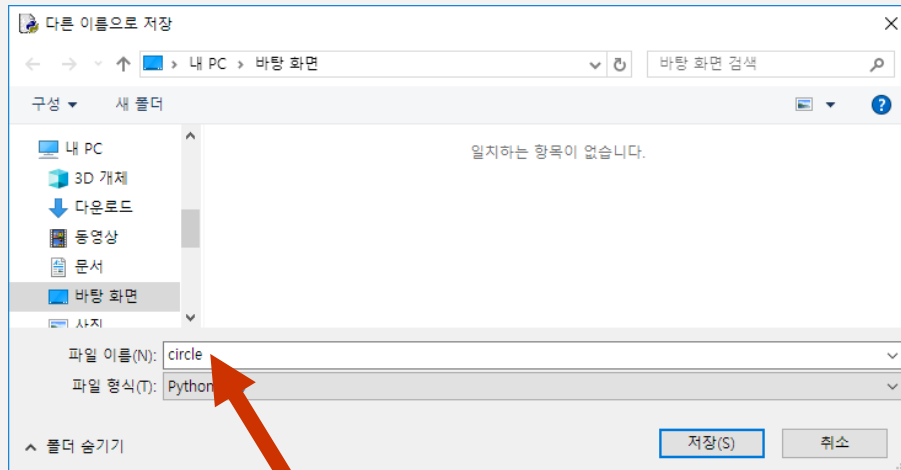 다른 이름으로 저장
내 PC > 바탕 화면
바탕 화면 검색
구성
새 폴더
내 PC
3D 개체
다운로드
동영상
문서
바탕 화면
사진
일치하는 항목이 없습니다.
파일 이름(N): circle
파일 형식(T): Python
폴더 숨기기
저장(S)
취소